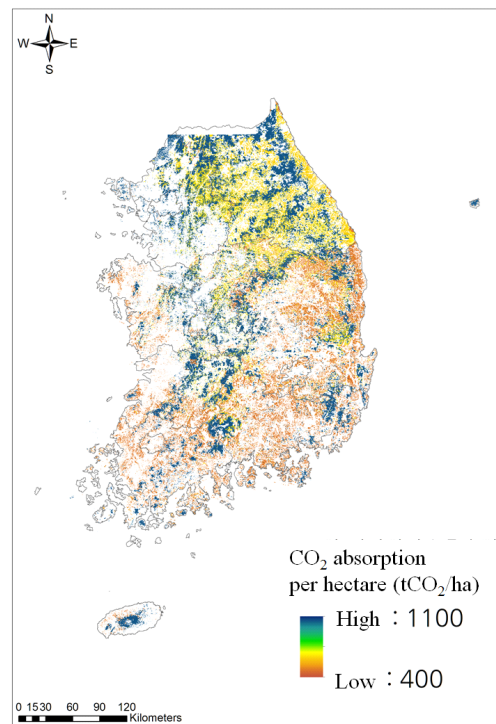 N
W E
S
CO₂ absorption
per hectare (tCO₂/ha)
High : 1100
Low : 400
0 15 30 60 90 120
Kilometers